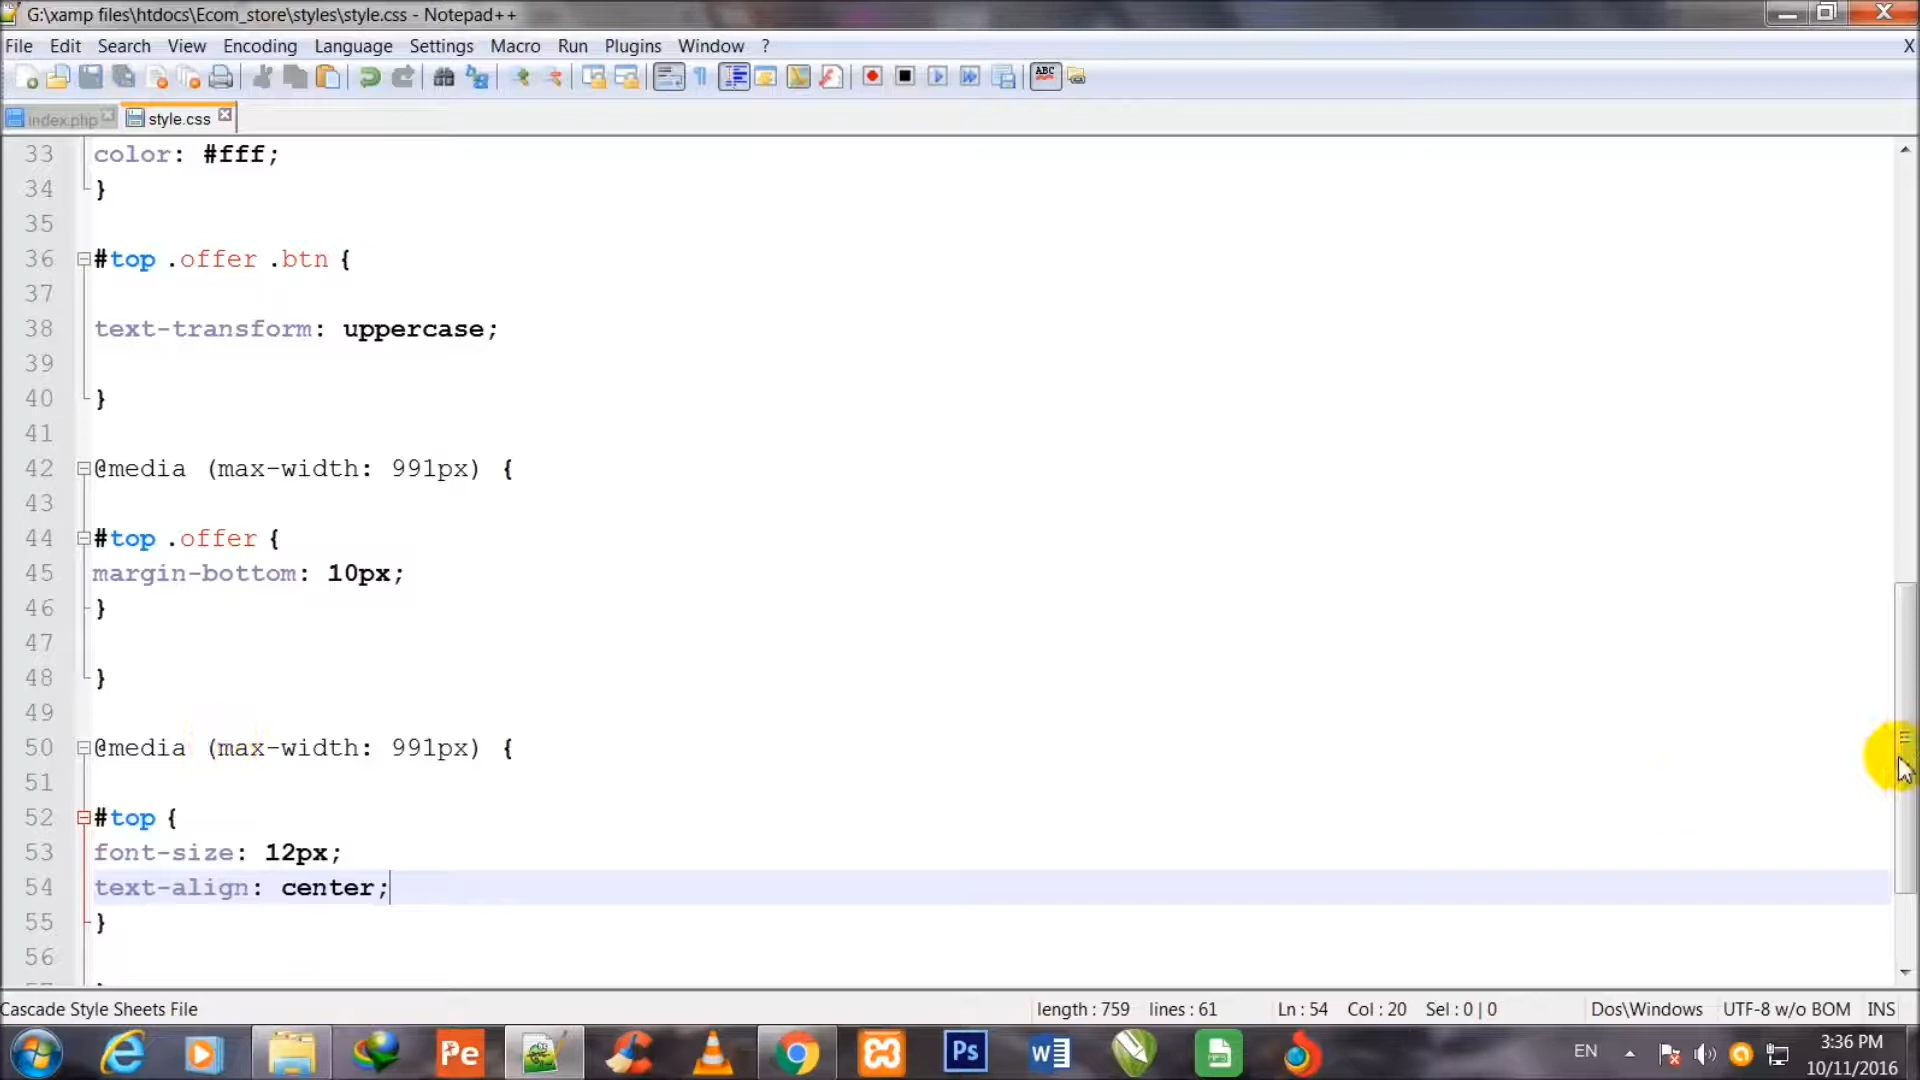 G:\xamp files\htdocs\Ecom_store\styles\style.css - Notepad++
File Edit Search View Encoding Language Settings Macro Run Plugins Window ? X
ABC
index.php style.css
33 color: #fff;
34 }
35
36 #top .offer .btn {
37
38 text-transform: uppercase;
39
40 }
41
42 @media (max-width: 991px) {
43
44 #top .offer {
45 margin-bottom: 10px;
46 }
47
48 }
49
50 @media (max-width: 991px) {
51
52 #top {
53 font-size: 12px;
54 text-align: center;
55 }
56
Cascade Style Sheets File length : 759 lines : 61 Ln : 54 Col : 20 Sel : 0 | 0 Dos\Windows UTF-8 w/o BOM INS
Pe Ps W EN 3:36 PM
10/11/2016